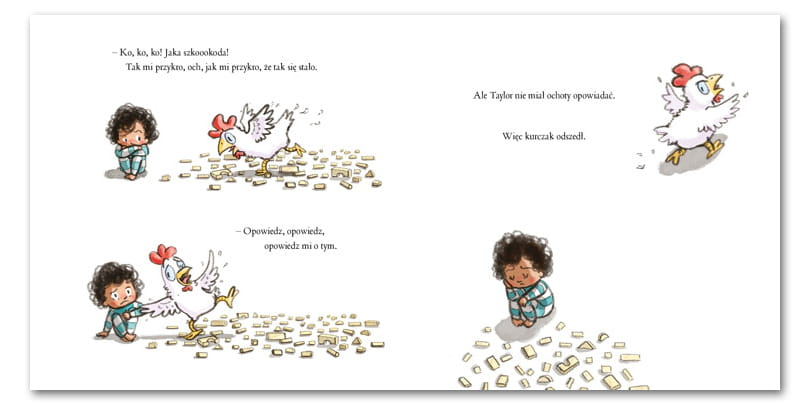 – Ko, ko, ko! Jaka szkoookoda!
Tak mi przykro, och, jak mi przykro, że tak się stało.
– Opowiedz, opowiedz,
opowiedz mi o tym.
Ale Taylor nie miał ochoty opowiadać.
Więc kurczak odszedł.